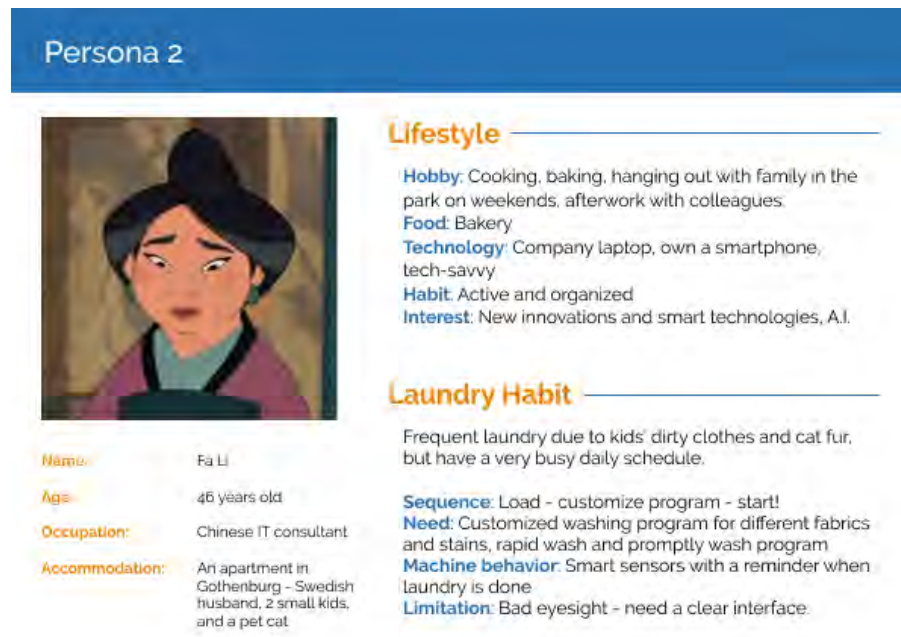 Persona 2
Lifestyle
Hobby: Cooking, baking, hanging out with family in the
park on weekends, afterwork with colleagues.
Food: Bakery
Technology: Company laptop, own a smartphone,
tech-savvy
Habit: Active and organized
Interest: New innovations and smart technologies, A.I.
Laundry Habit
Frequent laundry due to kids' dirty clothes and cat fur,
but have a very busy daily schedule.
Sequence: Load - customize program - start!
Need: Customized washing program for different fabrics
and stains, rapid wash and promptly wash program
Machine behavior: Smart sensors with a reminder when
laundry is done
Limitation: Bad eyesight - need a clear interface.
Name: Fa Li
Age: 46 years old
Occupation: Chinese IT consultant
Accommodation: An apartment in
Gothenburg - Swedish
husband, 2 small kids,
and a pet cat